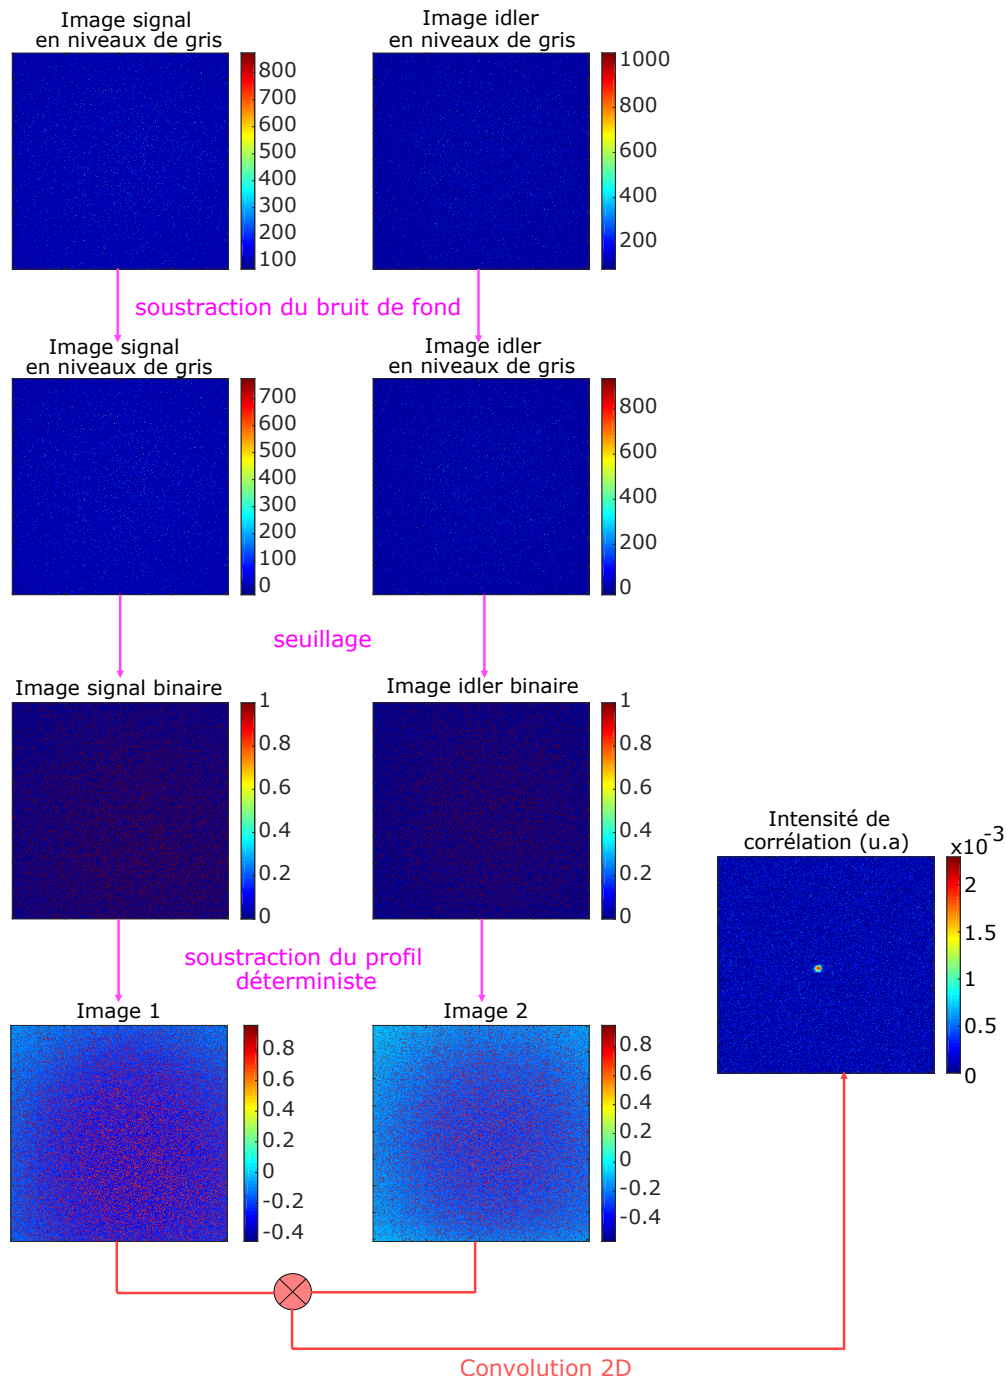 Image signal
en niveaux de gris
800
700
600
500
400
300
200
100
Image idler
en niveaux de gris
1000
800
600
400
200
soustraction du bruit de fond
Image signal
en niveaux de gris
700
600
500
400
300
200
100
0
Image idler
en niveaux de gris
800
600
400
200
0
seuillage
Image signal binaire
1
0.8
0.6
0.4
0.2
0
Image idler binaire
1
0.8
0.6
0.4
0.2
0
soustraction du profil
déterministe
Image 1
0.8
0.6
0.4
0.2
0
-0.2
-0.4
Image 2
0.8
0.6
0.4
0.2
0
-0.2
-0.4
Intensité de
corrélation (u.a)
x10⁻³
2
1.5
1
0.5
0
Convolution 2D